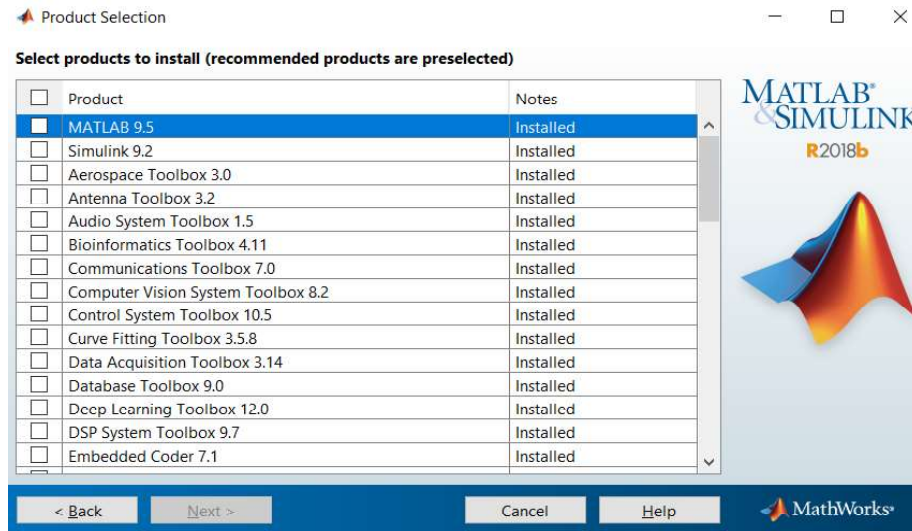 Product Selection
Select products to install (recommended products are preselected)
Product Notes
MATLAB 9.5 Installed
Simulink 9.2 Installed
Aerospace Toolbox 3.0 Installed
Antenna Toolbox 3.2 Installed
Audio System Toolbox 1.5 Installed
Bioinformatics Toolbox 4.11 Installed
Communications Toolbox 7.0 Installed
Computer Vision System Toolbox 8.2 Installed
Control System Toolbox 10.5 Installed
Curve Fitting Toolbox 3.5.8 Installed
Data Acquisition Toolbox 3.14 Installed
Database Toolbox 9.0 Installed
Deep Learning Toolbox 12.0 Installed
DSP System Toolbox 9.7 Installed
Embedded Coder 7.1 Installed
MATLAB®
&SIMULINK
R2018b
< Back Next > Cancel Help MathWorks®